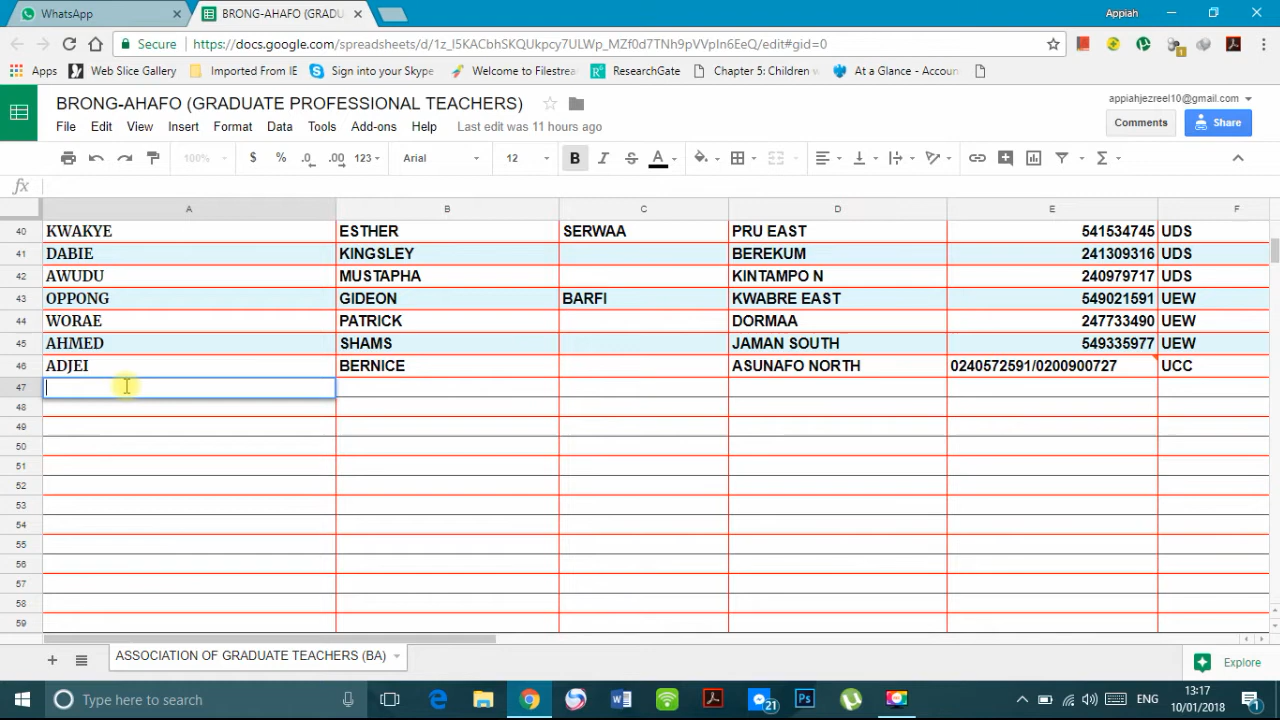 WhatsApp
BRONG-AHAFO (GRADU
Appiah
Secure
https://docs.google.com/spreadsheets/d/1z_I5KACbhSKQUkpcy7ULWp_MZf0d7TNh9pVVpIn6EeQ/edit#gid=0
Apps
Web Slice Gallery
Imported From IE
Sign into your Skype
Welcome to Filestrea
ResearchGate
Chapter 5: Children w
At a Glance - Accoun
BRONG-AHAFO (GRADUATE PROFESSIONAL TEACHERS)
appiahjezreel10@gmail.com
File Edit View Insert Format Data Tools Add-ons Help Last edit was 11 hours ago
Comments
Share
100% $ % .0 .00 123 Arial 12 B I S A
fx
A B C D E F
40 KWAKYE ESTHER SERWAA PRU EAST 541534745 UDS
41 DABIE KINGSLEY BEREKUM 241309316 UDS
42 AWUDU MUSTAPHA KINTAMPO N 240979717 UDS
43 OPPONG GIDEON BARFI KWABRE EAST 549021591 UEW
44 WORAE PATRICK DORMAA 247733490 UEW
45 AHMED SHAMS JAMAN SOUTH 549335977 UEW
46 ADJEI BERNICE ASUNAFO NORTH 0240572591/0200900727 UCC
47
48
49
50
51
52
53
54
55
56
57
58
59
ASSOCIATION OF GRADUATE TEACHERS (BA)
Explore
Type here to search
21
Ps
ENG
13:17
10/01/2018
1